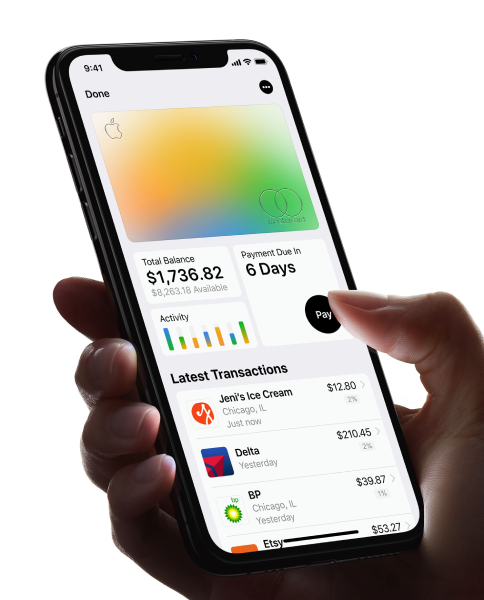 9:41
Done
Total Balance
$1,736.82
$8,263.18 Available
Payment Due In
6 Days
Pay
Activity
Latest Transactions
Jeni's Ice Cream
Chicago, IL
Just now
$12.80
2%
Delta
Yesterday
$210.45
2%
bp
BP
Chicago, IL
Yesterday
$39.87
1%
Etsy
$53.27